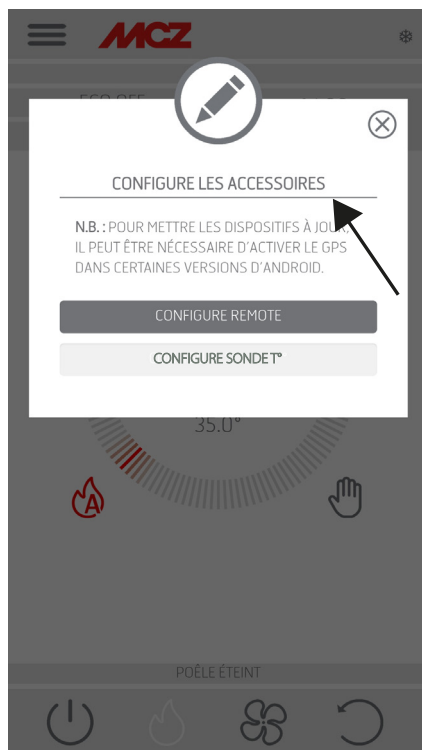 MCZ
CONFIGURE LES ACCESSOIRES
N.B. : POUR METTRE LES DISPOSITIFS À JOUR,
IL PEUT ÊTRE NÉCESSAIRE D'ACTIVER LE GPS
DANS CERTAINES VERSIONS D'ANDROID.
CONFIGURE REMOTE
CONFIGURE SONDE T°
35.0°
A
POÊLE ÉTEINT